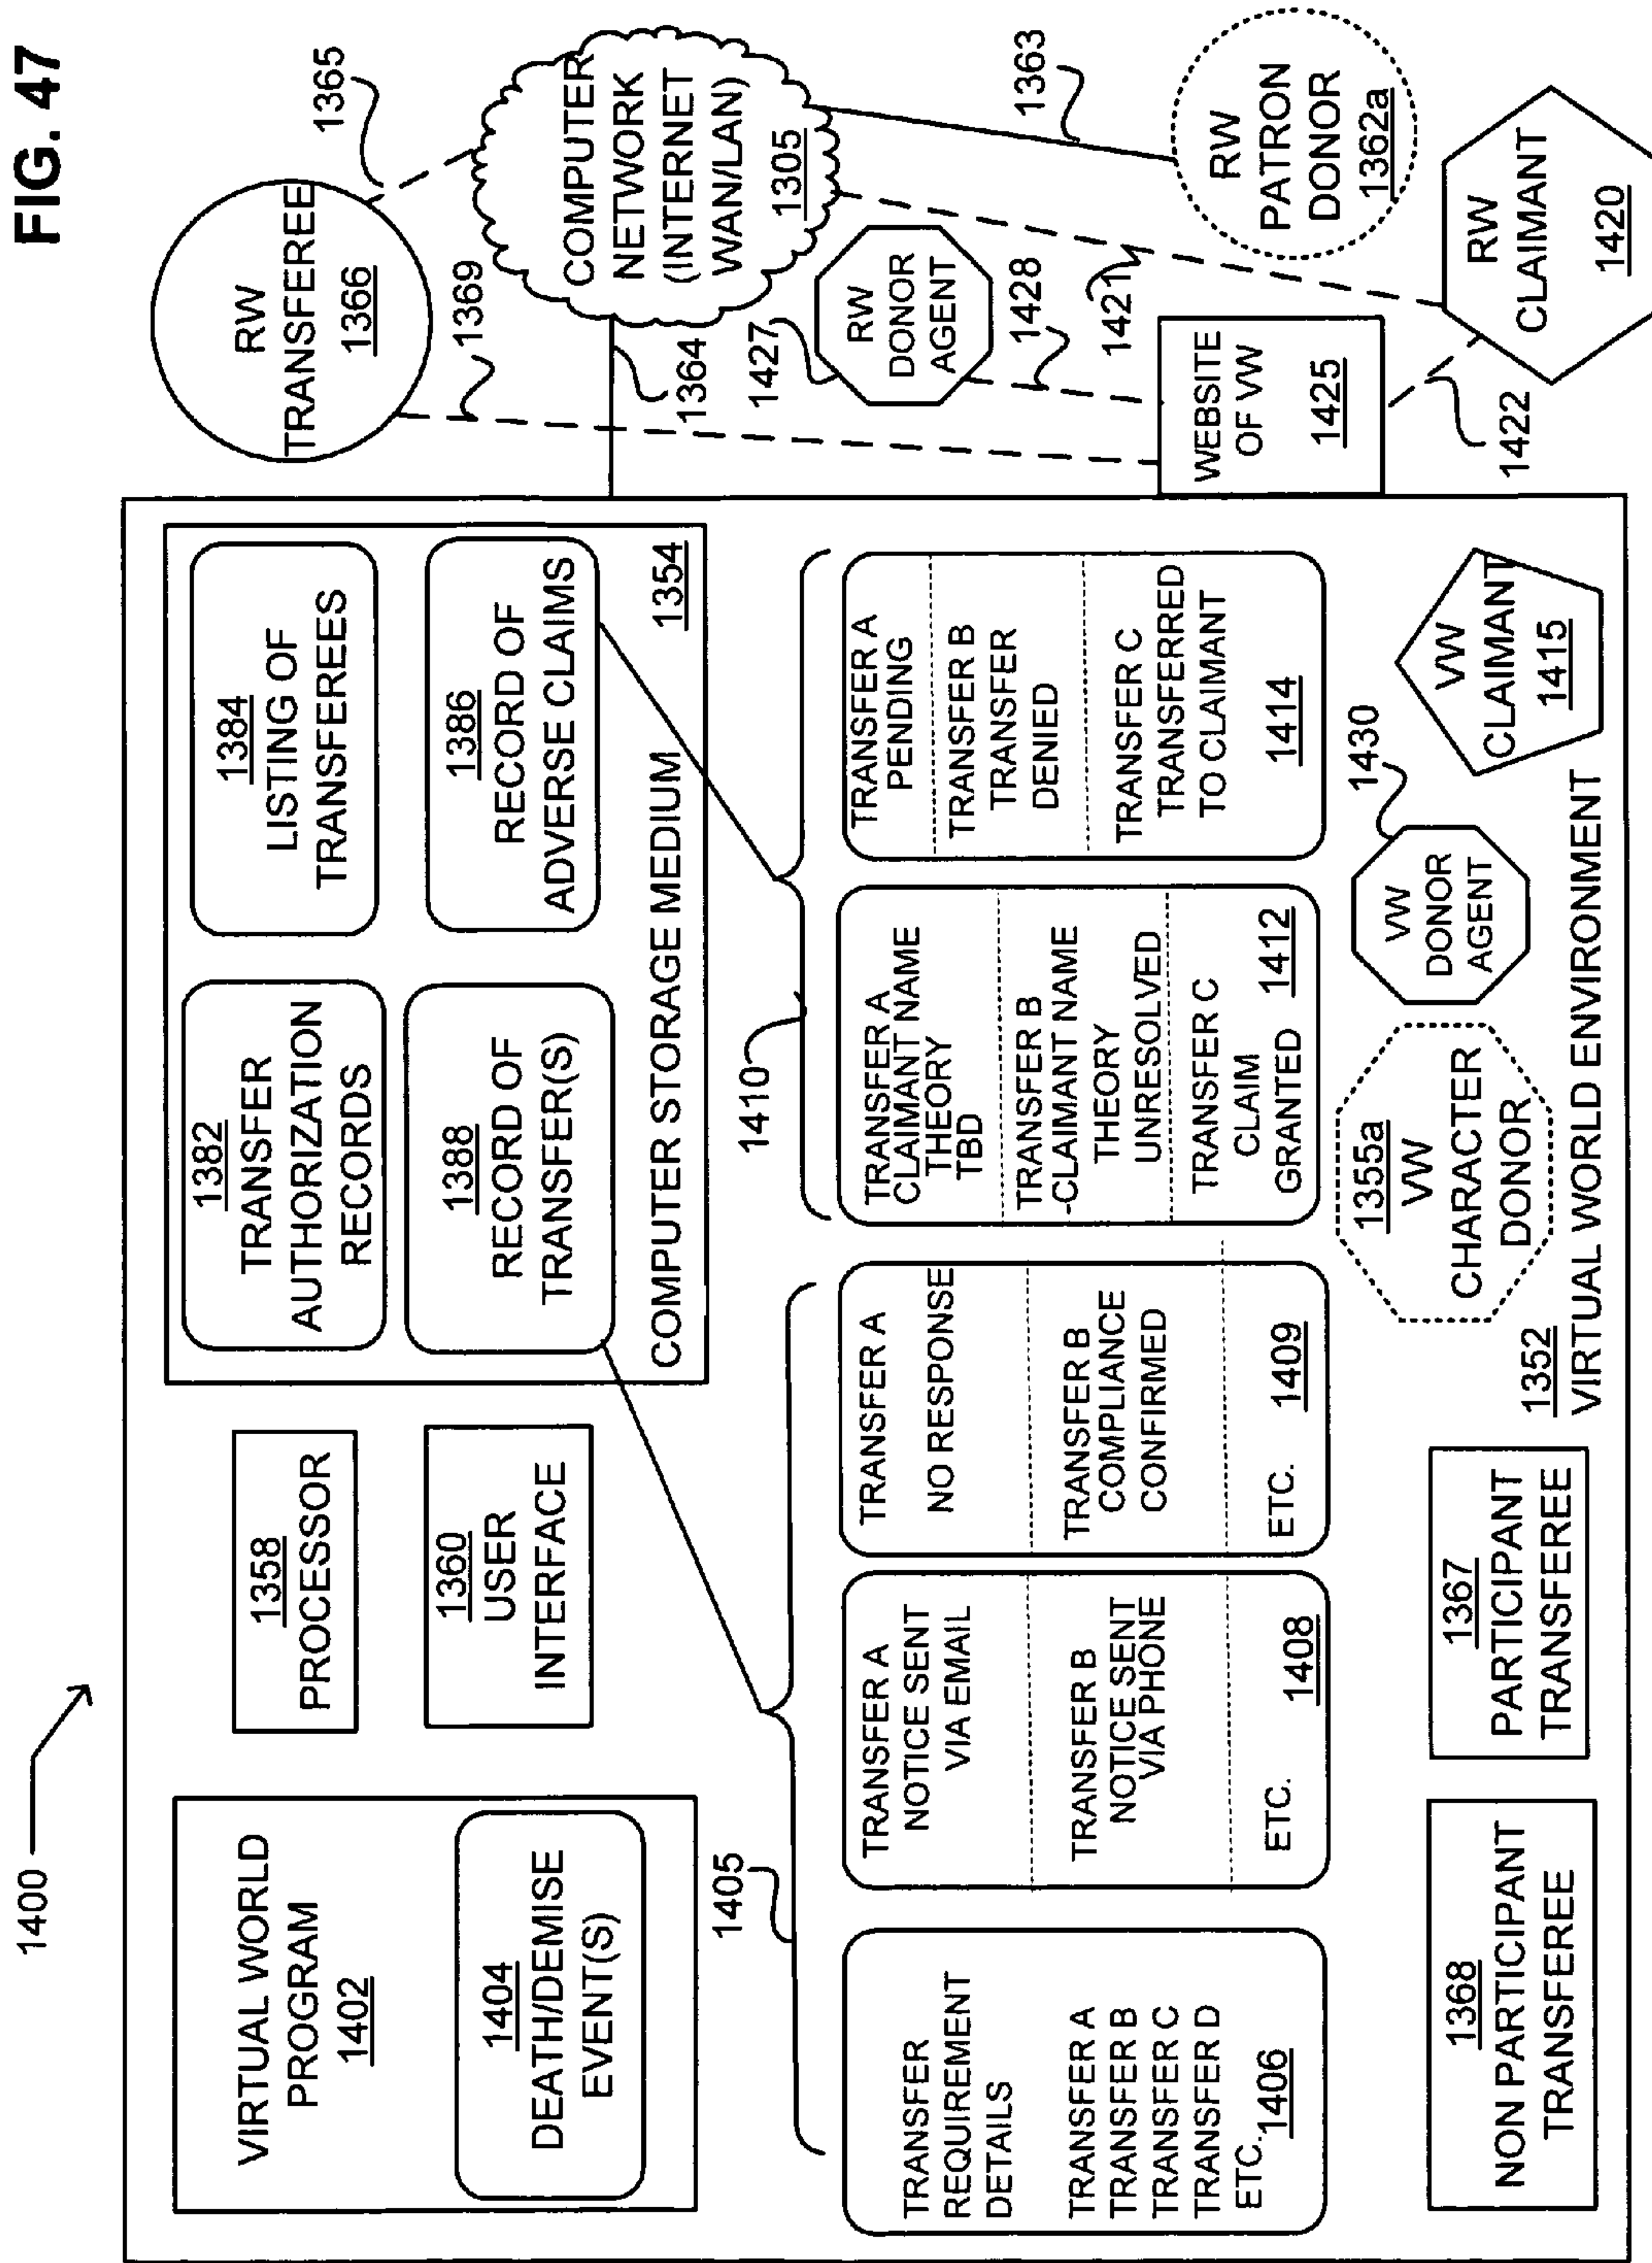 FIG. 47
1400
VIRTUAL WORLD
PROGRAM
1402
1404
DEATH/DEMISE
EVENT(S)
1358
PROCESSOR
1360
USER
INTERFACE
1382
TRANSFER
AUTHORIZATION
RECORDS
1384
LISTING OF
TRANSFEREES
1388
RECORD OF
TRANSFER(S)
1386
RECORD OF
ADVERSE CLAIMS
COMPUTER STORAGE MEDIUM
1354
1405
1410
TRANSFER
REQUIREMENT
DETAILS
TRANSFER A
TRANSFER B
TRANSFER C
TRANSFER D
ETC.
1406
TRANSFER A
NOTICE SENT
VIA EMAIL
TRANSFER B
NOTICE SENT
VIA PHONE
ETC.
1408
TRANSFER A
NO RESPONSE
TRANSFER B
COMPLIANCE
CONFIRMED
ETC.
1409
TRANSFER A
CLAIMANT NAME
THEORY
TBD
TRANSFER B
-CLAIMANT NAME
THEORY
UNRESOLVED
TRANSFER C
CLAIM
GRANTED
1412
TRANSFER A
PENDING
TRANSFER B
TRANSFER
DENIED
TRANSFER C
TRANSFERRED
TO CLAIMANT
1414
1368
NON PARTICIPANT
TRANSFEREE
1367
PARTICIPANT
TRANSFEREE
1352
VIRTUAL WORLD ENVIRONMENT
1355a
VW
CHARACTER
DONOR
VW
DONOR
AGENT
1430
VW
CLAIMANT
1415
RW
TRANSFEREE
1366
1365
1369
COMPUTER
NETWORK
(INTERNET
WAN/LAN)
1305
1364
1427
RW
DONOR
AGENT
1428
1421
1363
WEBSITE
OF VW
1425
1422
RW
PATRON
DONOR
1362a
RW
CLAIMANT
1420